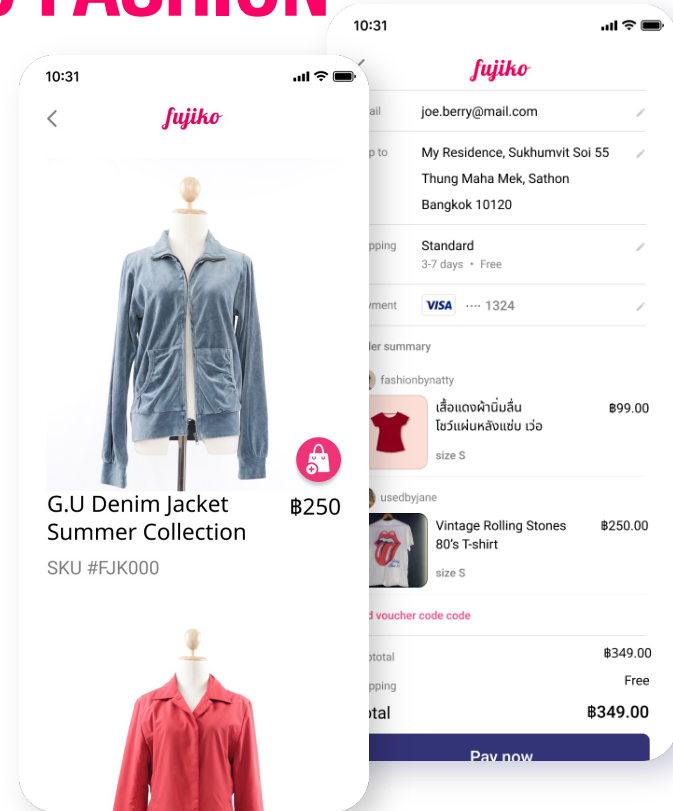 FASHION
10:31
fujiko
G.U Denim Jacket
Summer Collection
฿250
SKU #FJK000
10:31
fujiko
joe.berry@mail.com
My Residence, Sukhumvit Soi 55
Thung Maha Mek, Sathon
Bangkok 10120
Standard
3-7 days • Free
VISA ···· 1324
summary
fashionbynatty
เสื้อแดงผ้านิ่มลื่น
โชว์แผ่นหลังแซ่บ เว่อ
฿99.00
size S
usedbyjane
Vintage Rolling Stones
80's T-shirt
฿250.00
size S
voucher code code
฿349.00
Free
฿349.00
Pay now